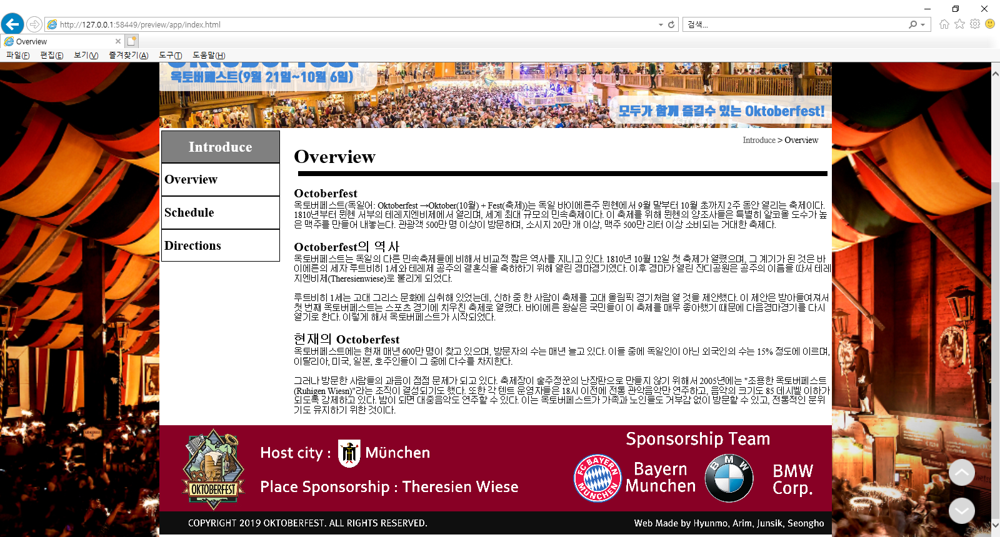 http://127.0.0.1:58449/preview/app/index.html
검색...
Overview
파일(F) 편집(E) 보기(V) 즐겨찾기(A) 도구(T) 도움말(H)
Oktoberfest
옥토버페스트(9월 21일~10월 6일)
모두가 함께 즐길수 있는 Oktoberfest!
Introduce
Overview
Schedule
Directions
Introduce > Overview
Overview
Octoberfest
옥토버페스트(독일어: Oktoberfest →Oktober(10월) + Fest(축제))는 독일 바이에른주 뮌헨에서 9월 말부터 10월 초까지 2주 동안 열리는 축제이다.
1810년부터 뮌헨 서부의 테레지엔비제에서 열리며, 세계 최대 규모의 민속축제이다. 이 축제를 위해 뮌헨의 양조사들은 특별히 알코올 도수가 높
은 맥주를 만들어 내놓는다. 관광객 500만 명 이상이 방문하며, 소시지 20만 개 이상, 맥주 500만 리터 이상 소비되는 거대한 축제다.
Octoberfest의 역사
옥토버페스트는 독일의 다른 민속축제들에 비해서 비교적 짧은 역사를 지니고 있다. 1810년 10월 12일 첫 축제가 열렸으며, 그 계기가 된 것은 바
이에른의 세자 루트비히 1세와 테레제 공주의 결혼식을 축하하기 위해 열린 경마경기였다. 이후 경마가 열린 잔디공원은 공주의 이름을 따서 테레
지엔비제(Theresienwiese)로 불리게 되었다.
루트비히 1세는 고대 그리스 문화에 심취해 있었는데, 신하 중 한 사람이 축제를 고대 올림픽 경기처럼 열 것을 제안했다. 이 제안은 받아들여져서
첫 번째 옥토버페스트는 스포츠 경기에 치우친 축제로 열렸다. 바이에른 왕실은 국민들이 이 축제를 매우 좋아했기 때문에 다음경마경기를 다시
열기로 한다. 이렇게 해서 옥토버페스트가 시작되었다.
현재의 Octoberfest
옥토버페스트에는 현재 매년 600만 명이 찾고 있으며, 방문자의 수는 매년 늘고 있다. 이들 중에 독일인이 아닌 외국인의 수는 15% 정도에 이르며,
이탈리아, 미국, 일본, 호주인들이 그 중에 다수를 차지한다.
그러나 방문한 사람들의 과음이 점점 문제가 되고 있다. 축제장이 술주정꾼의 난장판으로 만들지 않기 위해서 2005년에는 "조용한 옥토버페스트
(Ruhigen Wiesn)"라는 조직이 결성되기도 했다. 또한 각 텐트 운영자들은 18시 이전에 전통 관악음악만 연주하고, 음악의 크기도 85 데시벨 이하가
되도록 강제하고 있다. 밤이 되면 대중음악도 연주할 수 있다. 이는 옥토버페스트가 가족과 노인들도 거부감 없이 방문할 수 있고, 전통적인 분위
기도 유지하기 위한 것이다.
OKTOBERFEST
Host city : München
Place Sponsorship : Theresien Wiese
Sponsorship Team
FC BAYERN MÜNCHEN
Bayern
Munchen
BMW
BMW
Corp.
COPYRIGHT 2019 OKTOBERFEST. ALL RIGHTS RESERVED.
Web Made by Hyunmo, Arim, Junsik, Seongho